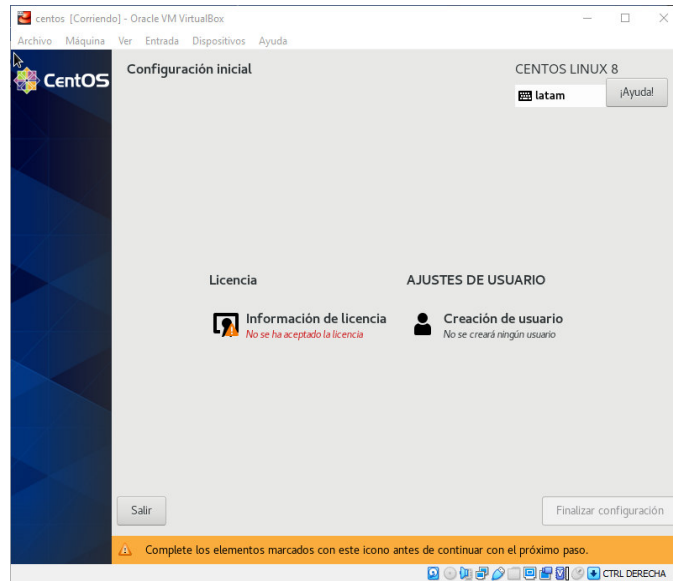 centos [Corriendo] - Oracle VM VirtualBox
Archivo Máquina Ver Entrada Dispositivos Ayuda
CentOS
Configuración inicial
CENTOS LINUX 8
latam
¡Ayuda!
Licencia
AJUSTES DE USUARIO
Información de licencia
No se ha aceptado la licencia
Creación de usuario
No se creará ningún usuario
Salir
Finalizar configuración
Complete los elementos marcados con este icono antes de continuar con el próximo paso.
CTRL DERECHA